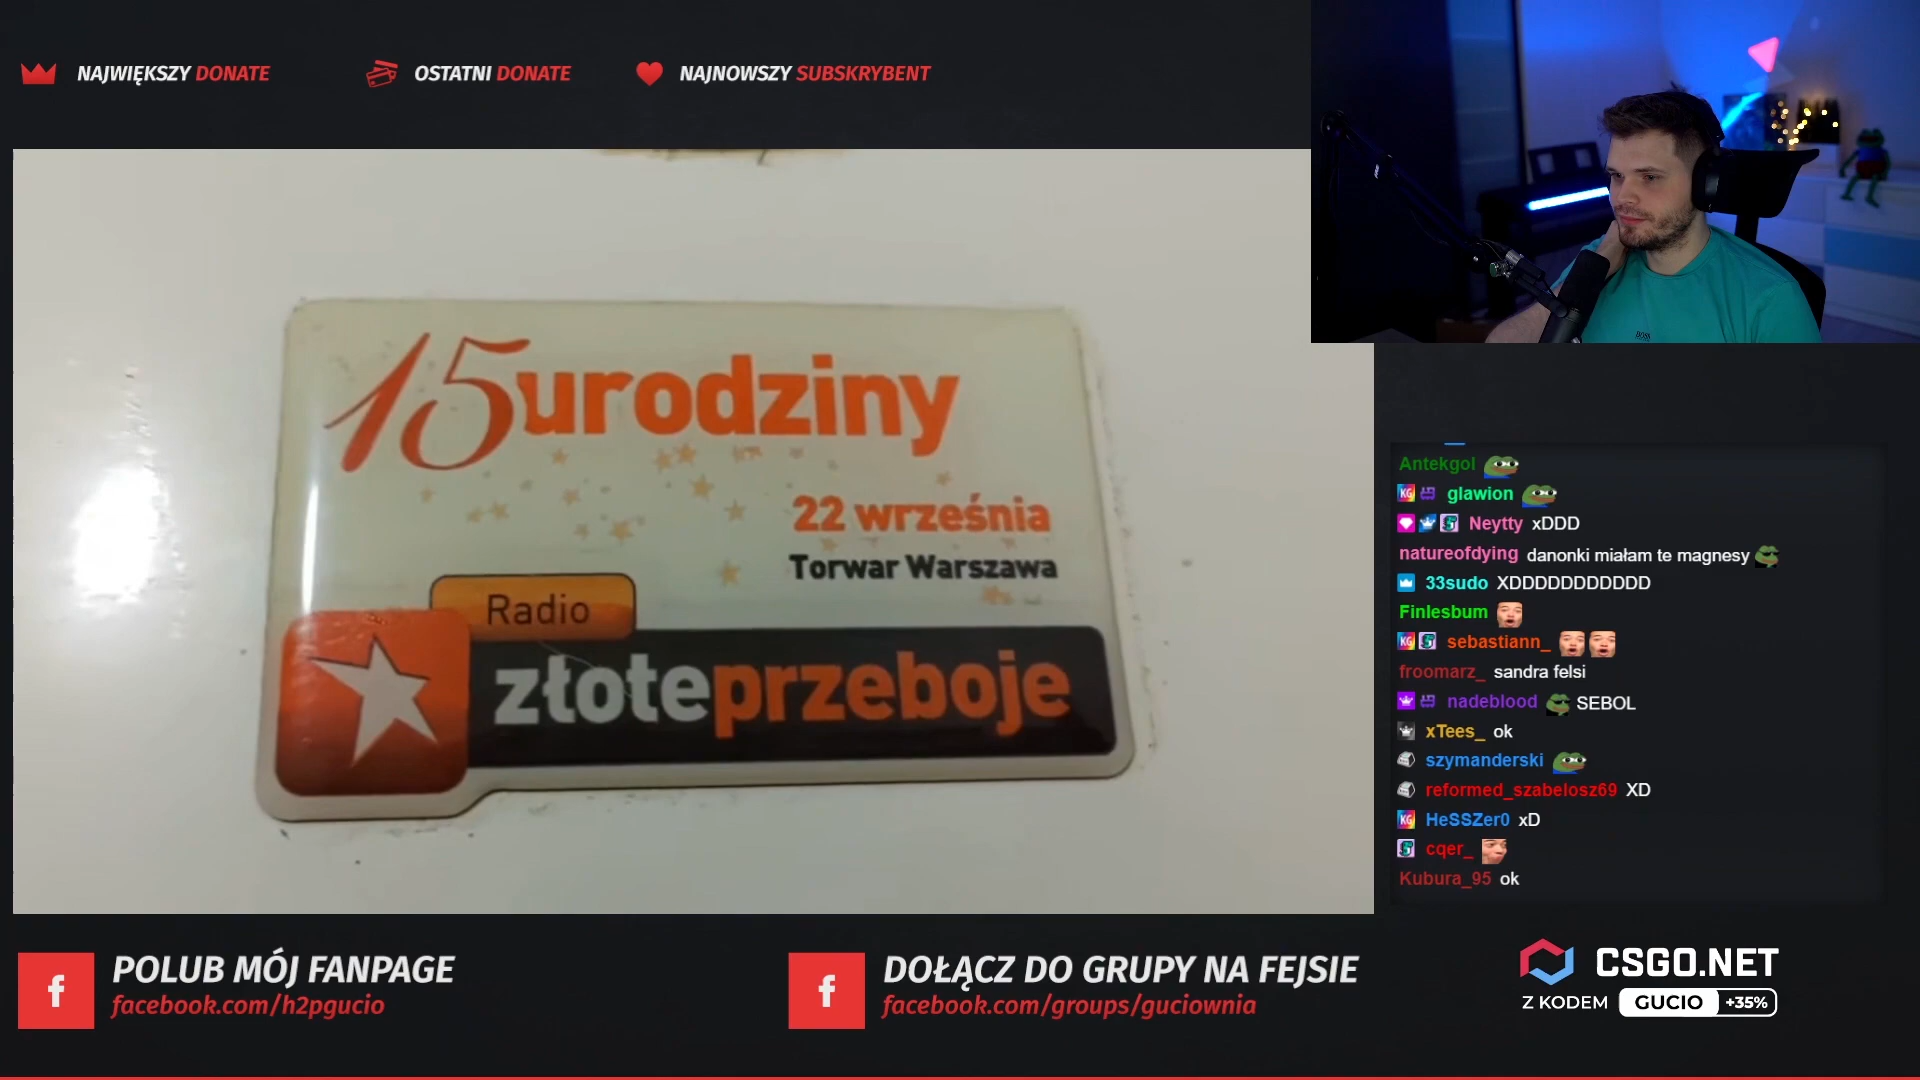 NAJWIĘKSZY DONATE
OSTATNI DONATE
NAJNOWSZY SUBSKRYBENT
15 urodziny
22 września
Torwar Warszawa
Radio
złoteprzeboje
Antekgol
glawion
Neytty xDDD
natureofdying danonki miałam te magnesy
33sudo XDDDDDDDDDDD
Finlesbum
sebastiann_
froomarz_ sandra felsi
nadeblood SEBOL
xTees_ ok
szymanderski
reformed_szabelosz69 XD
HeSSZer0 xD
cqer_
Kubura_95 ok
POLUB MÓJ FANPAGE
facebook.com/h2pgucio
DOŁĄCZ DO GRUPY NA FEJSIE
facebook.com/groups/guciownia
CSGO.NET
Z KODEM GUCIO +35%